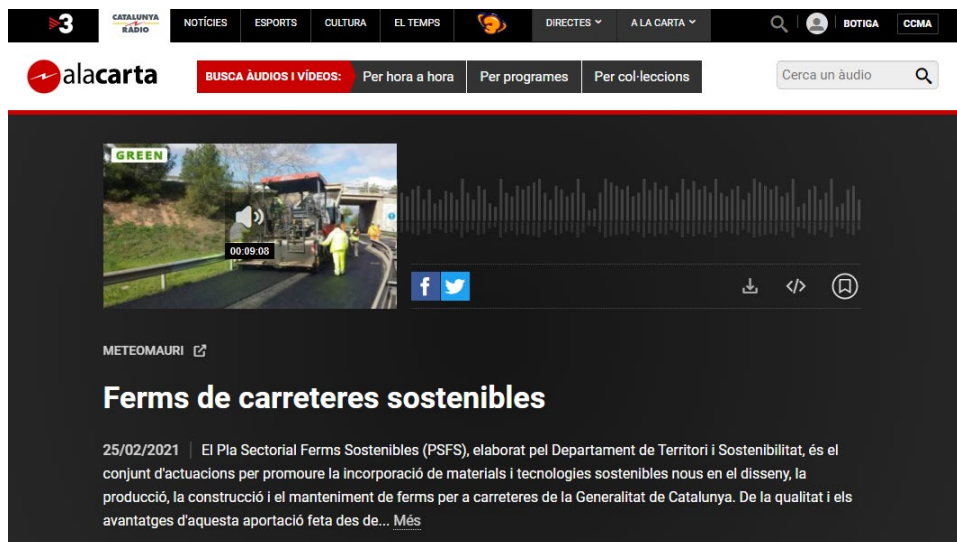 3
CATALUNYA
RÀDIO
NOTÍCIES
ESPORTS
CULTURA
EL TEMPS
DIRECTES
A LA CARTA
BOTIGA
CCMA
alacarta
BUSCA ÀUDIOS I VÍDEOS:
Per hora a hora
Per programes
Per col·leccions
Cerca un àudio
GREEN
00:09:08
f
</>
METEOMAURI
Ferms de carreteres sostenibles
25/02/2021 | El Pla Sectorial Ferms Sostenibles (PSFS), elaborat pel Departament de Territori i Sostenibilitat, és el
conjunt d'actuacions per promoure la incorporació de materials i tecnologies sostenibles nous en el disseny, la
producció, la construcció i el manteniment de ferms per a carreteres de la Generalitat de Catalunya. De la qualitat i els
avantatges d'aquesta aportació feta des de... Més